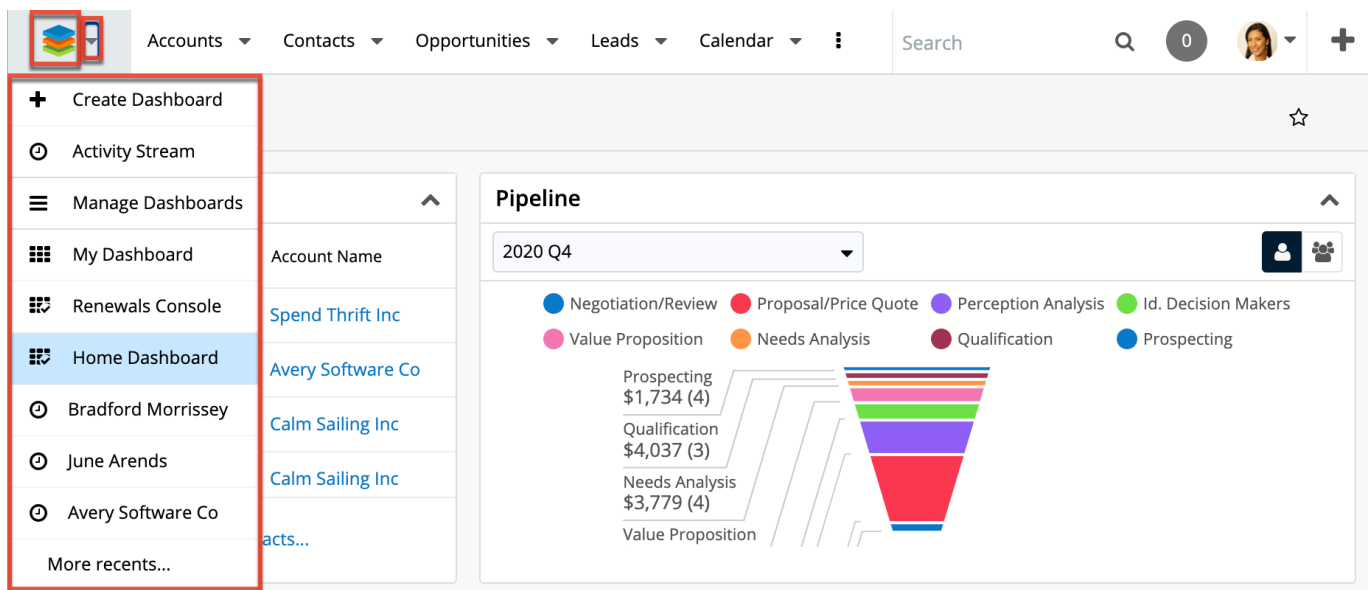 Accounts Contacts Opportunities Leads Calendar Search 0
Create Dashboard
Activity Stream
Manage Dashboards
My Dashboard
Renewals Console
Home Dashboard
Bradford Morrissey
June Arends
Avery Software Co
More recents...
Account Name
Spend Thrift Inc
Avery Software Co
Calm Sailing Inc
Calm Sailing Inc
acts...
Pipeline
2020 Q4
Negotiation/Review Proposal/Price Quote Perception Analysis Id. Decision Makers
Value Proposition Needs Analysis Qualification Prospecting
Prospecting
$1,734 (4)
Qualification
$4,037 (3)
Needs Analysis
$3,779 (4)
Value Proposition